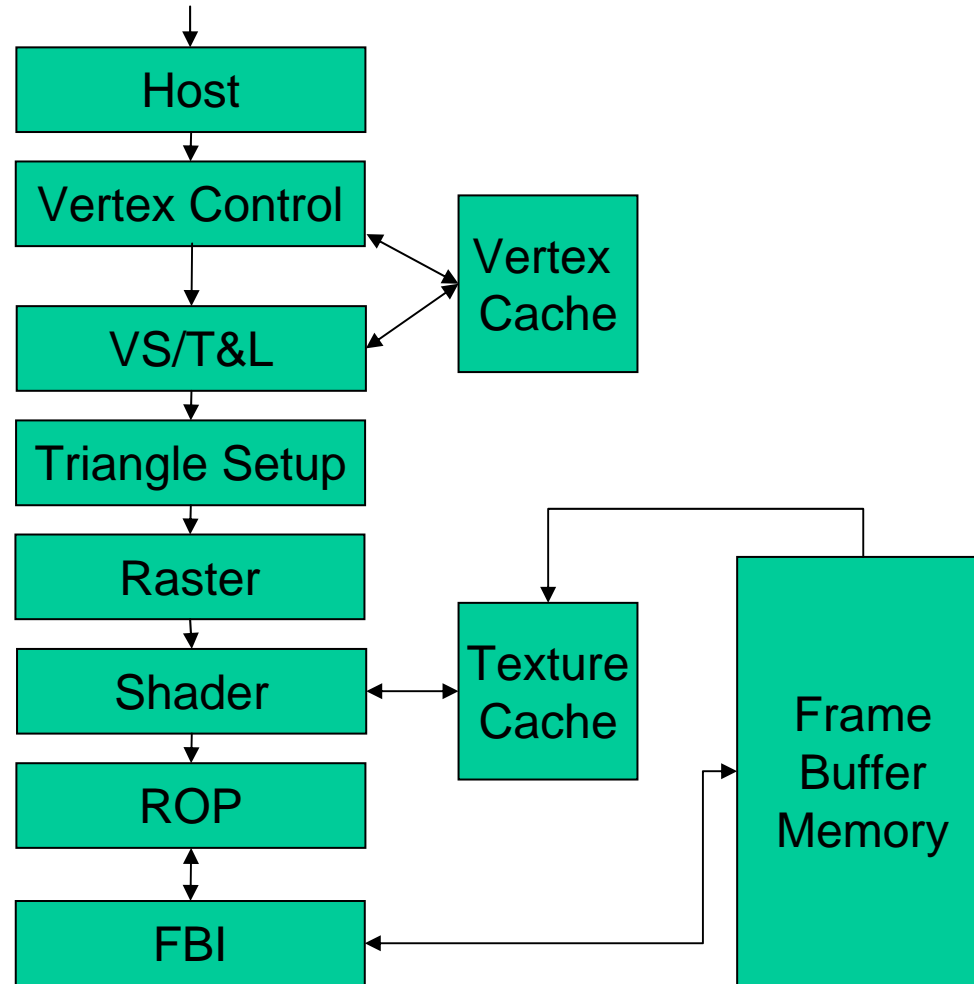 Host
Vertex Control
Vertex
Cache
VS/T&L
Triangle Setup
Raster
Shader
Texture
Cache
ROP
Frame
Buffer
Memory
FBI